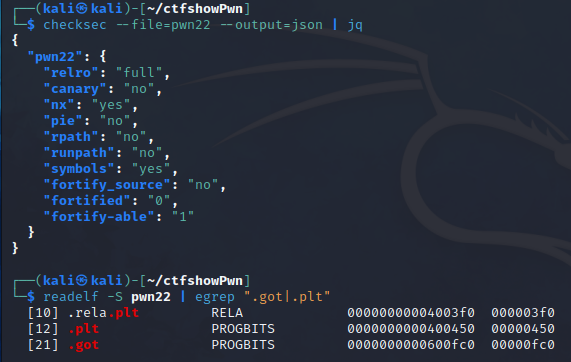 ┌──(kali㉿kali)-[~/ctfshowPwn]
└─$ checksec --file=pwn22 --output=json | jq
{
  "pwn22": {
    "relro": "full",
    "canary": "no",
    "nx": "yes",
    "pie": "no",
    "rpath": "no",
    "runpath": "no",
    "symbols": "yes",
    "fortify_source": "no",
    "fortified": "0",
    "fortify-able": "1"
  }
}
┌──(kali㉿kali)-[~/ctfshowPwn]
└─$ readelf -S pwn22 | egrep ".got|.plt"
  [10] .rela.plt         RELA             00000000004003f0  000003f0
  [12] .plt              PROGBITS         0000000000400450  00000450
  [21] .got              PROGBITS         0000000000600fc0  00000fc0